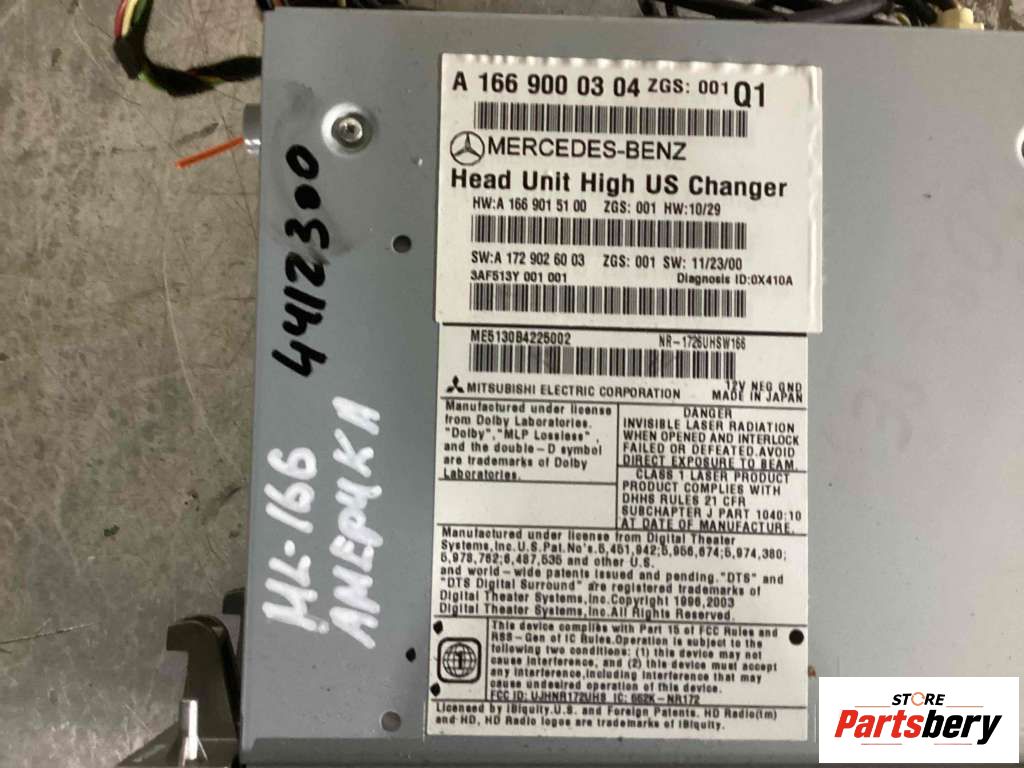 A 166 900 03 04 ZGS: 001 Q1
MERCEDES-BENZ
Head Unit High US Changer
HW:A 166 901 51 00 ZGS: 001 HW:10/29
SW:A 172 902 60 03 ZGS: 001 SW: 11/23/00
3AF513Y 001 001 Diagnosis ID:0X410A
ME5130B4225002 NR-1726UHSW166
MITSUBISHI ELECTRIC CORPORATION
12V NEG GND
MADE IN JAPAN
Manufactured under license
from Dolby Laboratories.
"Dolby","MLP Lossless",
and the double-D symbol
are trademarks of Dolby
Laboratories.
DANGER
INVISIBLE LASER RADIATION
WHEN OPENED AND INTERLOCK
FAILED OR DEFEATED.AVOID
DIRECT EXPOSURE TO BEAM.
CLASS 1 LASER PRODUCT
PRODUCT COMPLIES WITH
DHHS RULES 21 CFR
SUBCHAPTER J PART 1040:10
AT DATE OF MANUFACTURE.
Manufactured under license from Digital Theater
Systems,Inc.U.S.Pat.No's.5,451,942;5,956,674;5,974,380;
5,978,762;6,487,535 and other U.S.
and world-wide patents issued and pending."DTS" and
"DTS Digital Surround" are registered trademarks of
Digital Theater Systems,Inc.Copyright 1996,2003
Digital Theater Systems,Inc.All Rights Reserved.
This device complies with Part 15 of FCC Rules and
RSS-Gen of IC Rules.Operation is subject to the
following two conditions: (1) this device may not
cause interference, and (2) this device must accept
any interference,including interference that may
cause undesired operation of this device.
FCC ID: UJHNR172UHS IC: 662K-NR172
Licensed by iBiquity.U.S. and Foreign Patents. HD Radio(tm)
and HD, HD Radio logos are trademarks of iBiquity.
4412300
ML-166
АМЕРИКА
STORE
Partsbery